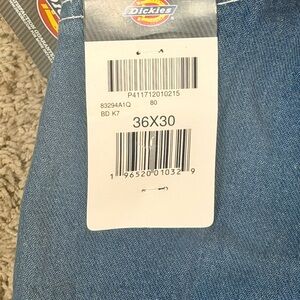 Dickies
P411712010215
83294A1Q 80
BD K7
36X30
1 96520 01032 9